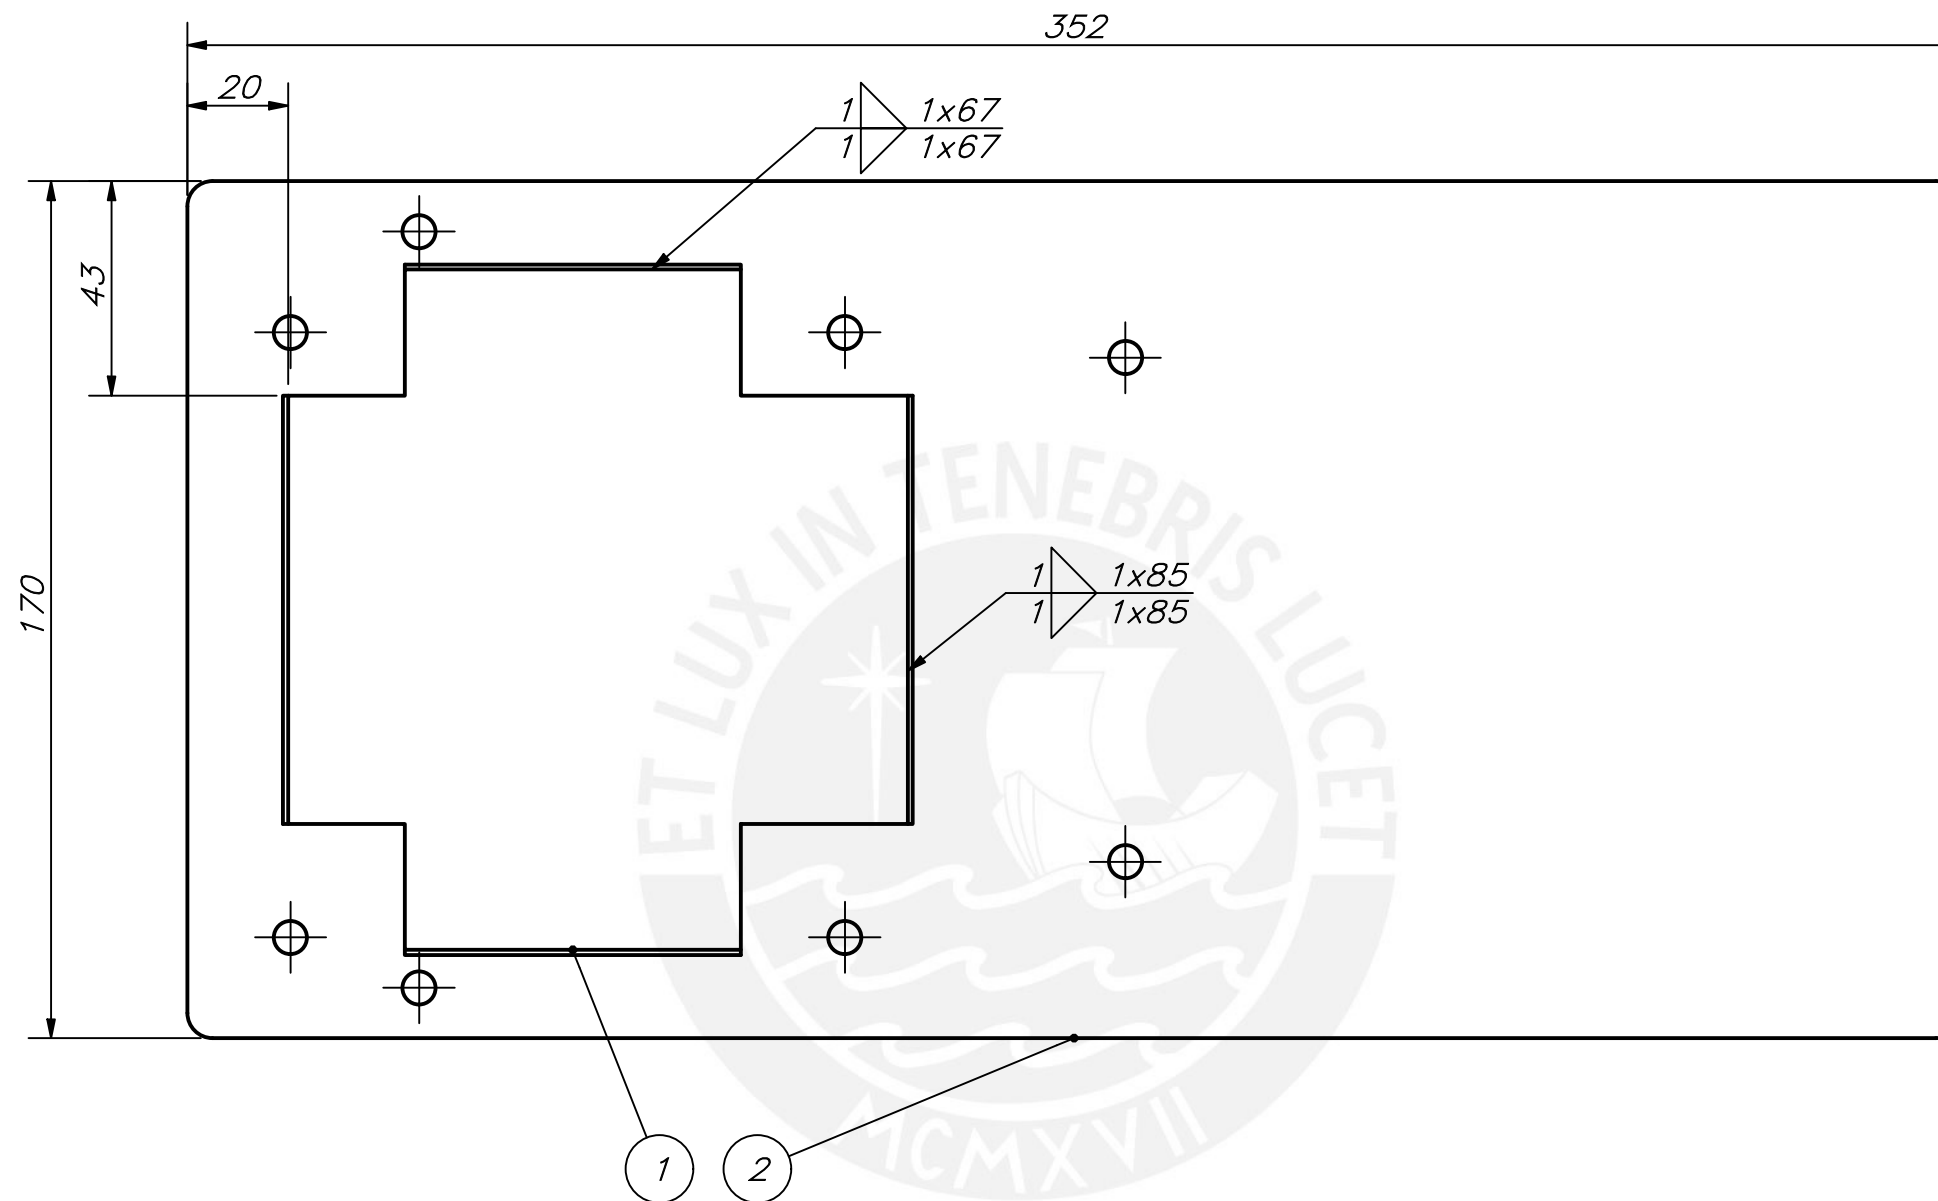 352
20
1 1x67
1 1x67
43
170
1 1x85
1 1x85
ET LUX IN TENEBRIS LUCET
MCMXVII
1 2